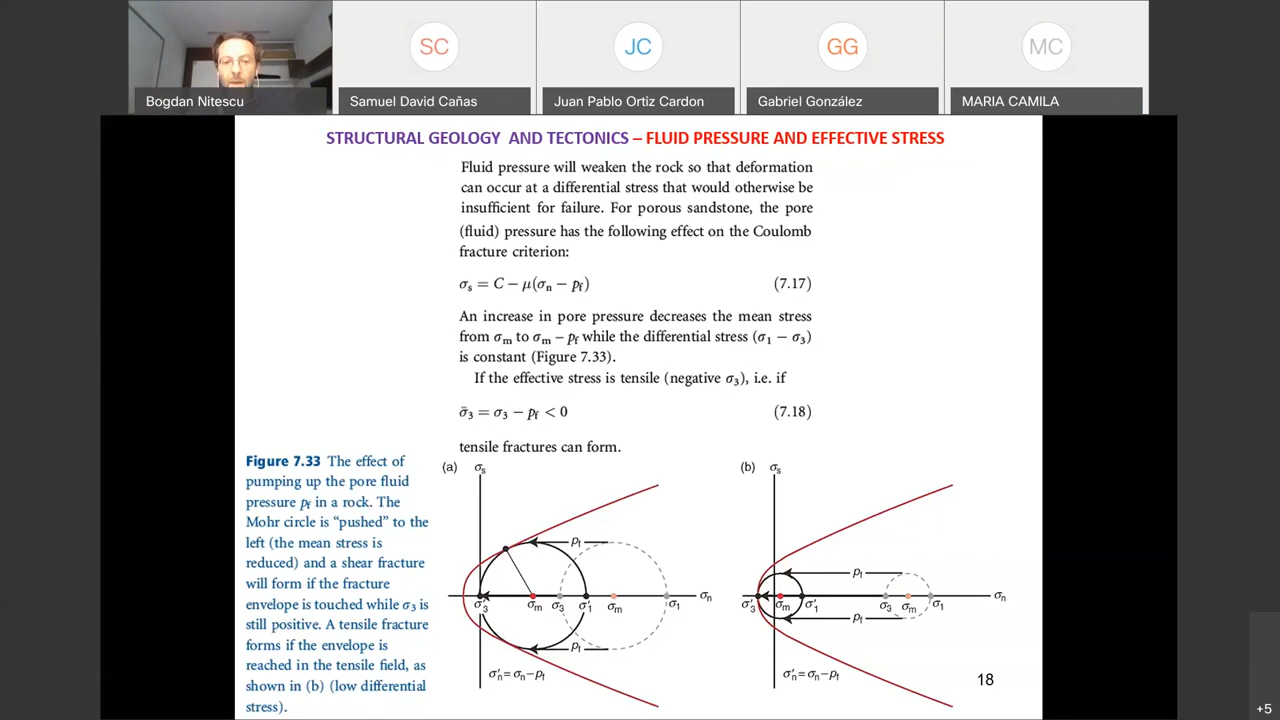 SC
JC
GG
MC
Bogdan Nitescu
Samuel David Cañas
Juan Pablo Ortiz Cardon
Gabriel González
MARIA CAMILA
STRUCTURAL GEOLOGY AND TECTONICS – FLUID PRESSURE AND EFFECTIVE STRESS
Fluid pressure will weaken the rock so that deformation
can occur at a differential stress that would otherwise be
insufficient for failure. For porous sandstone, the pore
(fluid) pressure has the following effect on the Coulomb
fracture criterion:
σs = C − μ(σn − pf) (7.17)
An increase in pore pressure decreases the mean stress
from σm to σm − pf while the differential stress (σ1 − σ3)
is constant (Figure 7.33).
If the effective stress is tensile (negative σ3), i.e. if
σ̄3 = σ3 − pf < 0 (7.18)
tensile fractures can form.
Figure 7.33 The effect of
pumping up the pore fluid
pressure pf in a rock. The
Mohr circle is “pushed” to the
left (the mean stress is
reduced) and a shear fracture
will form if the fracture
envelope is touched while σ3 is
still positive. A tensile fracture
forms if the envelope is
reached in the tensile field, as
shown in (b) (low differential
stress).
(a) σs
pf
σ′3 σm σ3 σ′1 σm σ1 σn
pf
σ′n=σn−pf
(b) σs
pf
σ′3 σm σ′1 σ3 σm σ1 σn
pf
σ′n=σn−pf
18
+5